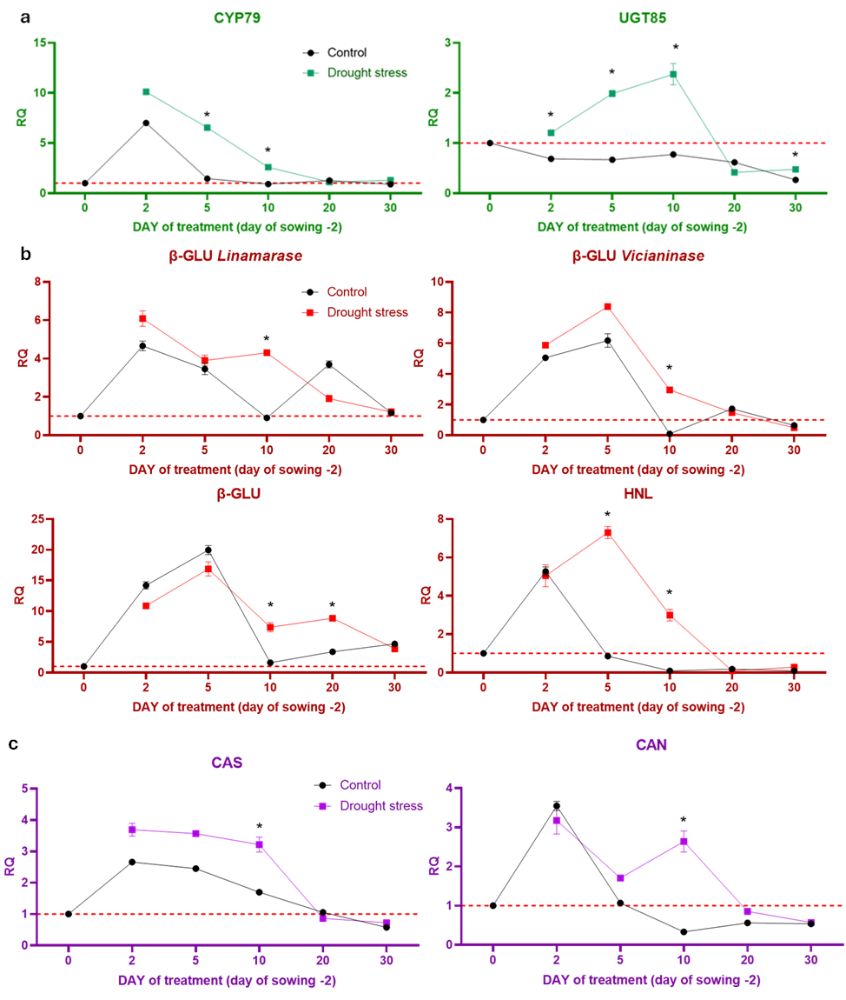 a
CYP79
15
10
5
0
RQ
Control
Drought stress
0 2 5 10 20 30
DAY of treatment (day of sowing -2)
UGT85
3
2
1
0
RQ
* * * *
0 2 5 10 20 30
DAY of treatment (day of sowing -2)
* *
b
β-GLU Linamarase
8
6
4
2
0
RQ
Control
Drought stress
*
0 2 5 10 20 30
DAY of treatment (day of sowing -2)
β-GLU Vicianinase
10
8
6
4
2
0
RQ
*
0 2 5 10 20 30
DAY of treatment (day of sowing -2)
β-GLU
25
20
15
10
5
0
RQ
* *
0 2 5 10 20 30
DAY of treatment (day of sowing -2)
HNL
8
6
4
2
0
RQ
* *
0 2 5 10 20 30
DAY of treatment (day of sowing -2)
c
CAS
5
4
3
2
1
0
RQ
Control
Drought stress
*
0 2 5 10 20 30
DAY of treatment (day of sowing -2)
CAN
4
3
2
1
0
RQ
*
0 2 5 10 20 30
DAY of treatment (day of sowing -2)